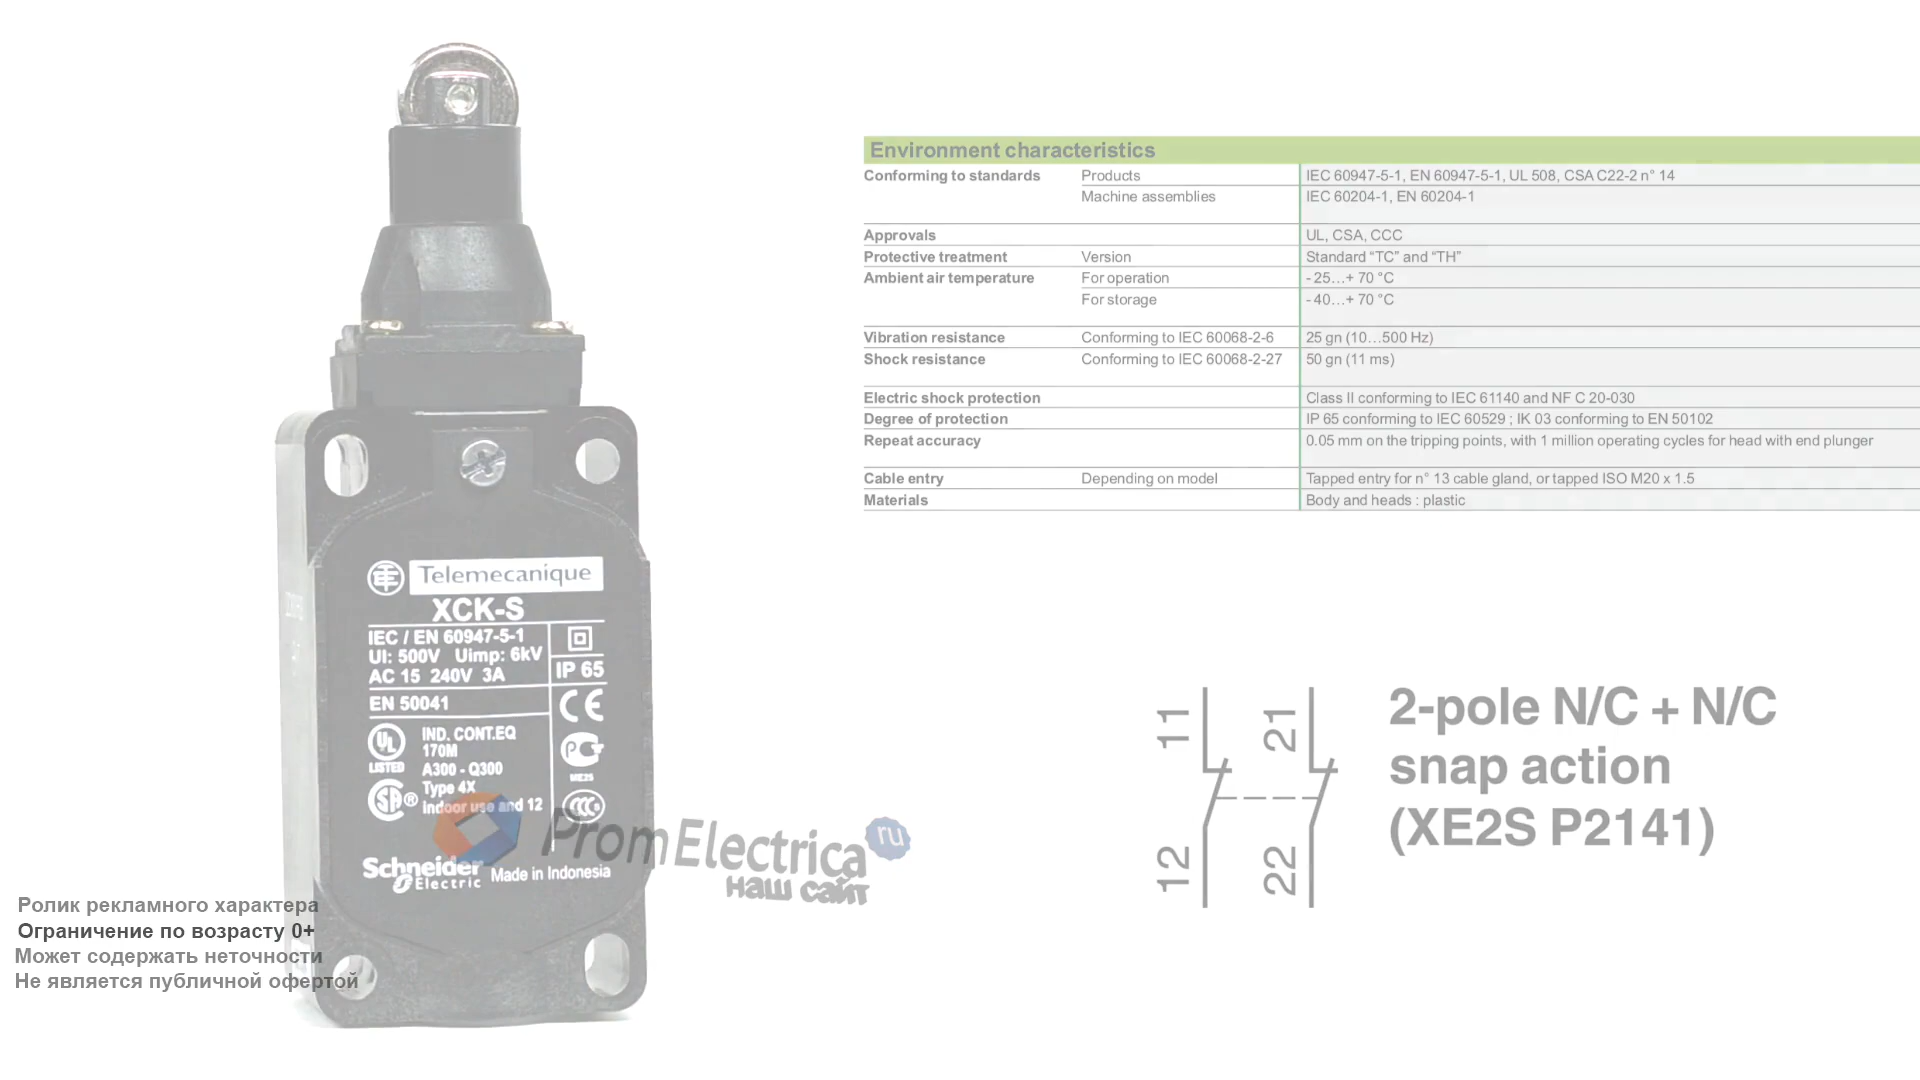 Environment characteristics
Conforming to standards Products IEC 60947-5-1, EN 60947-5-1, UL 508, CSA C22-2 n° 14
Machine assemblies IEC 60204-1, EN 60204-1
Approvals UL, CSA, CCC
Protective treatment Version Standard “TC” and “TH”
Ambient air temperature For operation - 25…+ 70 °C
For storage - 40…+ 70 °C
Vibration resistance Conforming to IEC 60068-2-6 25 gn (10…500 Hz)
Shock resistance Conforming to IEC 60068-2-27 50 gn (11 ms)
Electric shock protection Class II conforming to IEC 61140 and NF C 20-030
Degree of protection IP 65 conforming to IEC 60529 ; IK 03 conforming to EN 50102
Repeat accuracy 0.05 mm on the tripping points, with 1 million operating cycles for head with end plunger
Cable entry Depending on model Tapped entry for n° 13 cable gland, or tapped ISO M20 x 1.5
Materials Body and heads : plastic
Telemecanique
XCK-S
IEC / EN 60947-5-1
UI: 500V Uimp: 6kV
AC 15 240V 3A
IP 65
EN 50041
CE
UL
LISTED
IND. CONT.EQ
170M
A300 - Q300
Type 4X
Indoor use and 12
ME25
CCC
Schneider
Electric
Made in Indonesia
PromElectrica ru
наш сайт
11 21
12 22
2-pole N/C + N/C
snap action
(XE2S P2141)
Ролик рекламного характера
Ограничение по возрасту 0+
Может содержать неточности
Не является публичной офертой